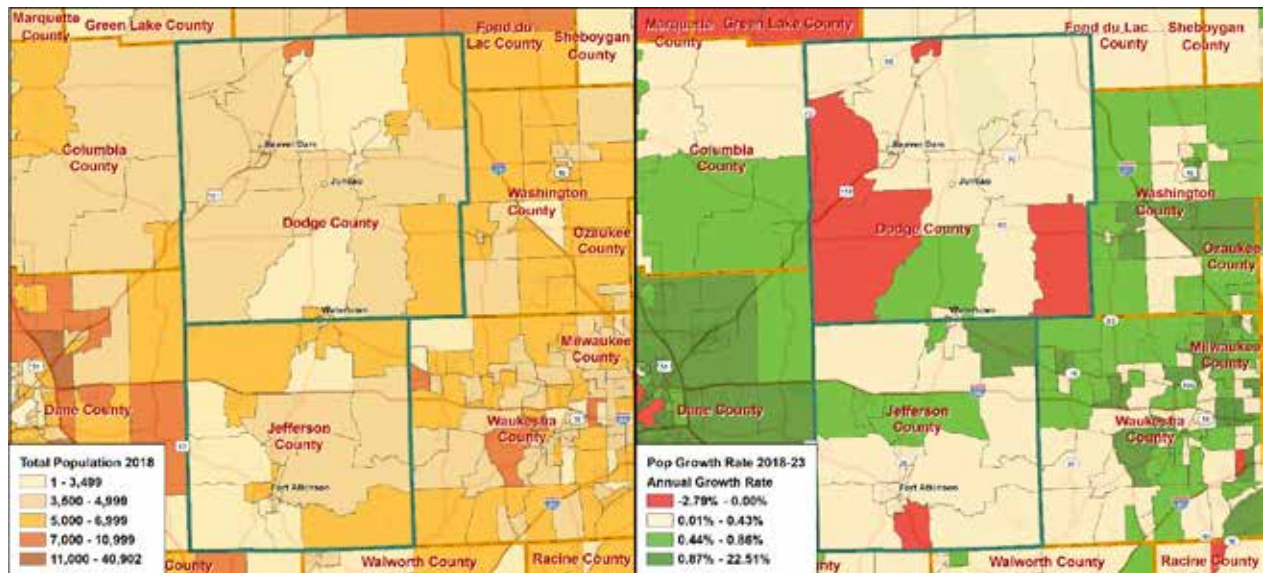 Marquette
County
Green Lake County
Fond du
Lac County
Sheboygan
County
Columbia
County
Beaver Dam
Juneau
Washington
County
Dodge County
Ozaukee
County
Watertown
Milwaukee
County
Dane County
Jefferson
County
Waukesha
County
Fort Atkinson
Walworth County
Racine County
County
Total Population 2018
1 - 3,499
3,500 - 4,999
5,000 - 6,999
7,000 - 10,999
11,000 - 40,902
Marquette
County
Green Lake County
Fond du
Lac County
Sheboygan
County
Columbia
County
Beaver Dam
Juneau
Washington
County
Dodge County
Ozaukee
County
Watertown
Milwaukee
County
Dane County
Jefferson
County
Waukesha
County
Fort Atkinson
Walworth County
Racine County
County
Pop Growth Rate 2018-23
Annual Growth Rate
-2.79% - 0.00%
0.01% - 0.43%
0.44% - 0.86%
0.87% - 22.51%